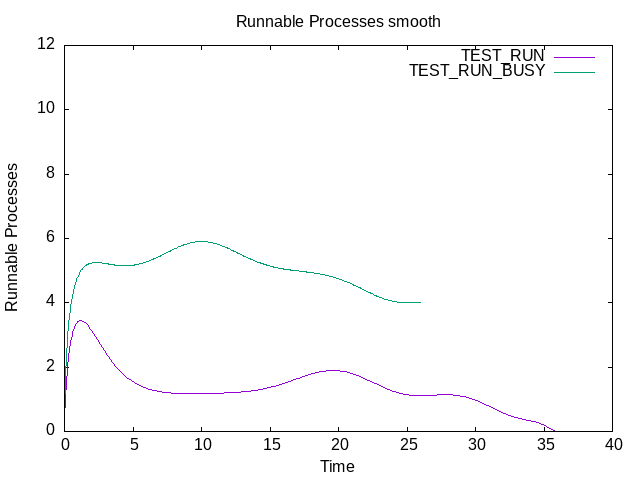 Runnable Processes smooth
12
10
8
6
4
2
0
Runnable Processes
TEST_RUN
TEST_RUN_BUSY
0 5 10 15 20 25 30 35 40
Time